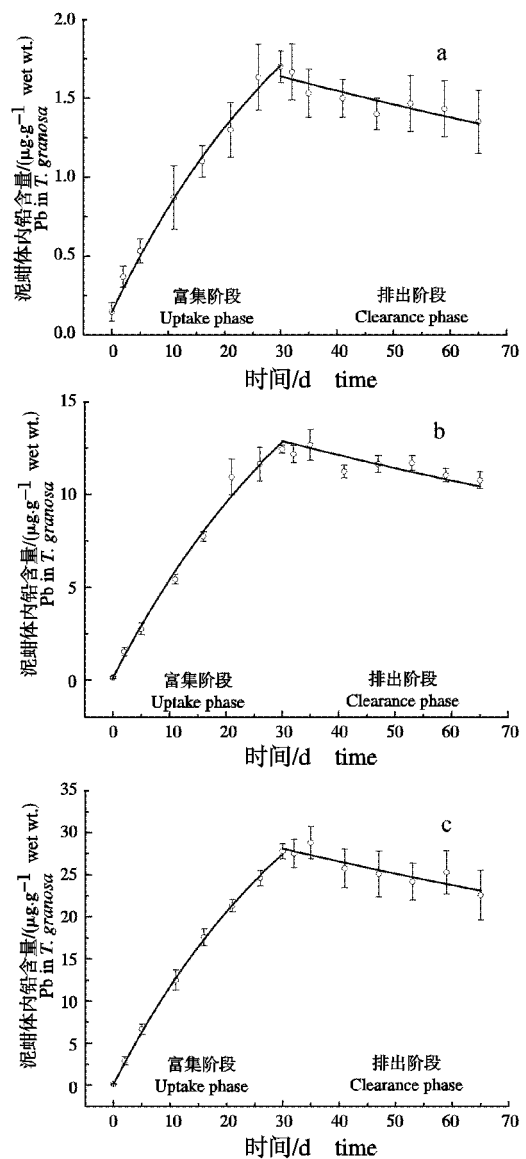 a
泥蚶体内铅含量/(μg·g⁻¹ wet wt.)
Pb in T. granosa
2.0
1.5
1.0
0.5
0.0
富集阶段
Uptake phase
排出阶段
Clearance phase
0 10 20 30 40 50 60 70
时间/d time
b
泥蚶体内铅含量/(μg·g⁻¹ wet wt.)
Pb in T. granosa
15
10
5
0
富集阶段
Uptake phase
排出阶段
Clearance phase
0 10 20 30 40 50 60 70
时间/d time
c
泥蚶体内铅含量/(μg·g⁻¹ wet wt.)
Pb in T. granosa
35
30
25
20
15
10
5
0
富集阶段
Uptake phase
排出阶段
Clearance phase
0 10 20 30 40 50 60 70
时间/d time